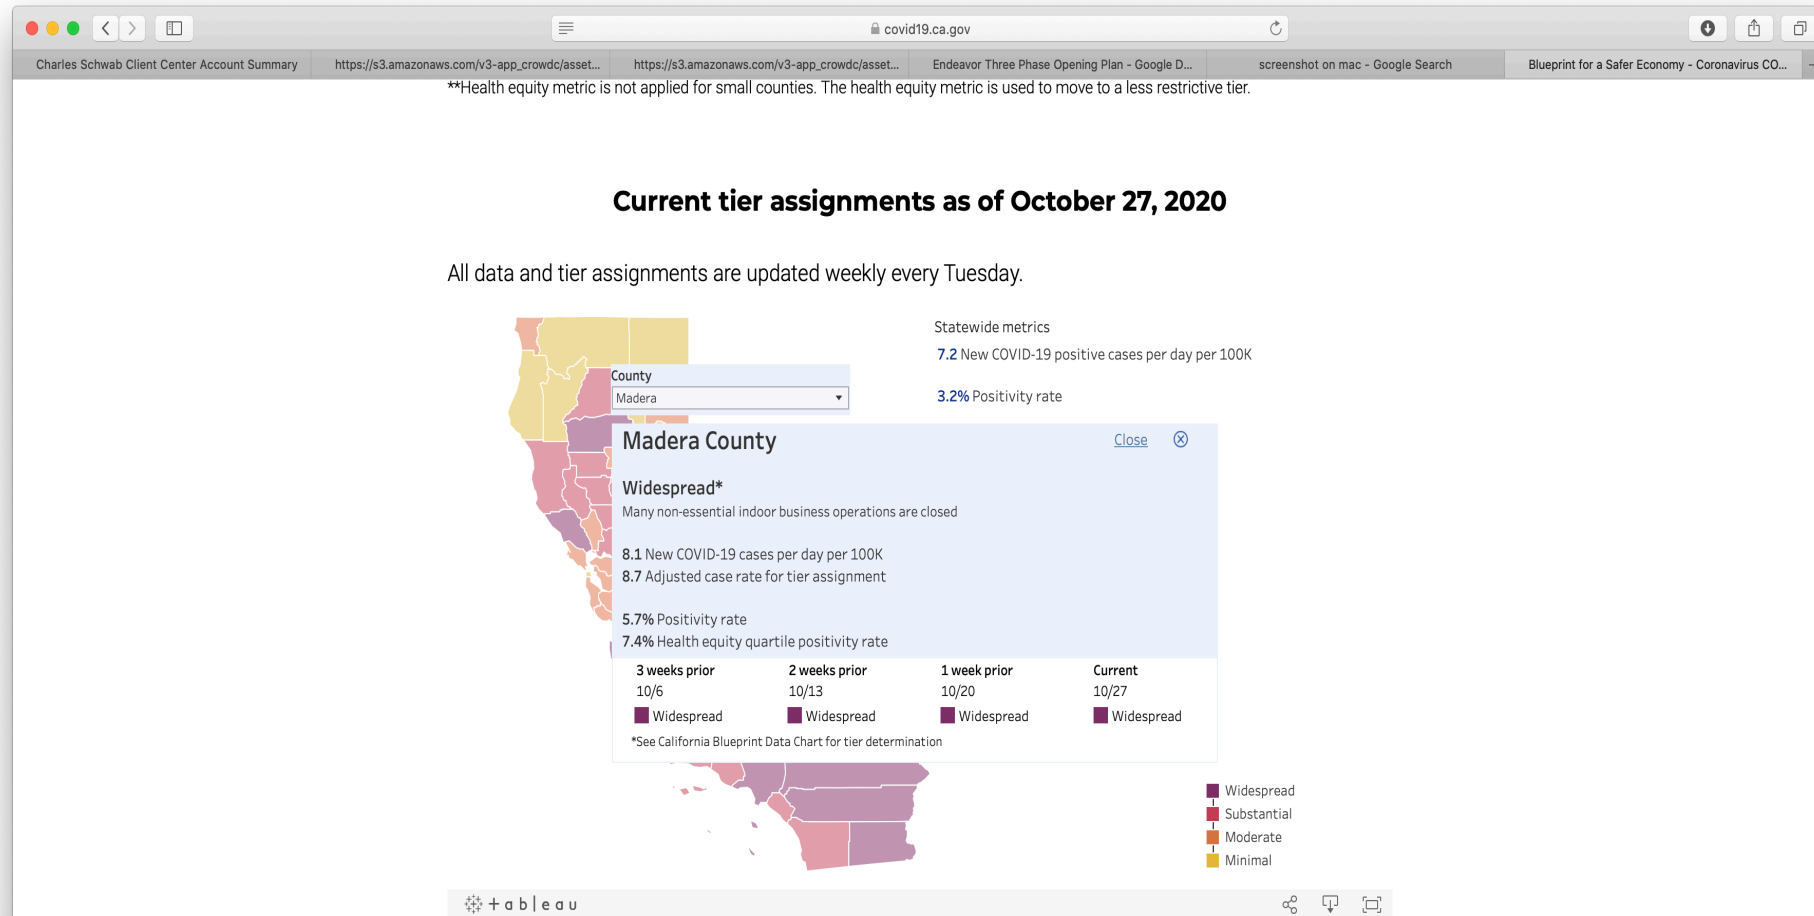 covid19.ca.gov
Charles Schwab Client Center Account Summary
https://s3.amazonaws.com/v3-app_crowdc/asset...
https://s3.amazonaws.com/v3-app_crowdc/asset...
Endeavor Three Phase Opening Plan - Google D...
screenshot on mac - Google Search
Blueprint for a Safer Economy - Coronavirus CO...
**Health equity metric is not applied for small counties. The health equity metric is used to move to a less restrictive tier.
Current tier assignments as of October 27, 2020
All data and tier assignments are updated weekly every Tuesday.
Statewide metrics
7.2 New COVID-19 positive cases per day per 100K
3.2% Positivity rate
County
Madera
Madera County
Close
Widespread*
Many non-essential indoor business operations are closed
8.1 New COVID-19 cases per day per 100K
8.7 Adjusted case rate for tier assignment
5.7% Positivity rate
7.4% Health equity quartile positivity rate
3 weeks prior 2 weeks prior 1 week prior Current
10/6 10/13 10/20 10/27
Widespread Widespread Widespread Widespread
*See California Blueprint Data Chart for tier determination
Widespread
Substantial
Moderate
Minimal
+ableau